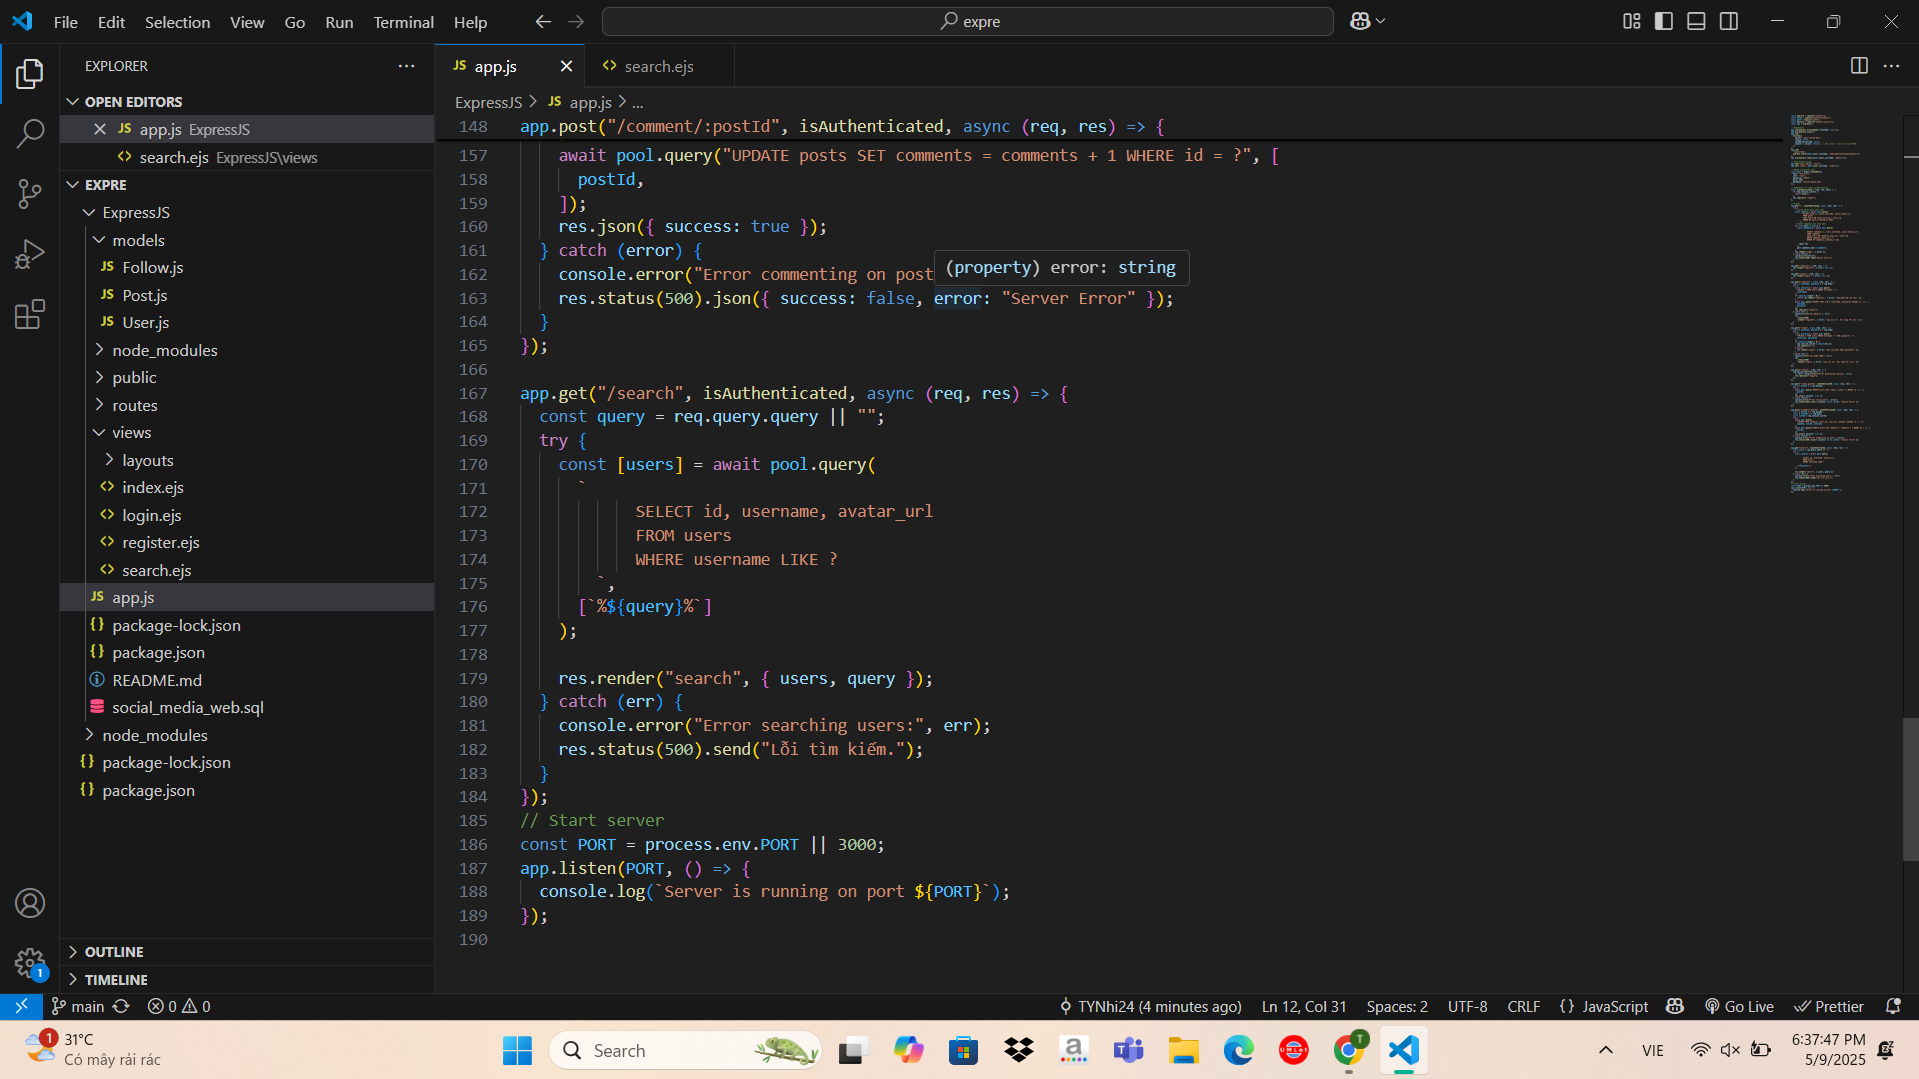 File Edit Selection View Go Run Terminal Help
expre
EXPLORER
OPEN EDITORS
JS app.js ExpressJS
search.ejs ExpressJS\views
EXPRE
ExpressJS
models
JS Follow.js
JS Post.js
JS User.js
node_modules
public
routes
views
layouts
index.ejs
login.ejs
register.ejs
search.ejs
JS app.js
{} package-lock.json
{} package.json
README.md
social_media_web.sql
node_modules
{} package-lock.json
{} package.json
OUTLINE
TIMELINE
1
JS app.js
search.ejs
ExpressJS > JS app.js > ...
148 app.post("/comment/:postId", isAuthenticated, async (req, res) => {
157 await pool.query("UPDATE posts SET comments = comments + 1 WHERE id = ?", [
158 postId,
159 ]);
160 res.json({ success: true });
161 } catch (error) {
(property) error: string
162 console.error("Error commenting on post
163 res.status(500).json({ success: false, error: "Server Error" });
164 }
165 });
166
167 app.get("/search", isAuthenticated, async (req, res) => {
168 const query = req.query.query || "";
169 try {
170 const [users] = await pool.query(
171 `
172 SELECT id, username, avatar_url
173 FROM users
174 WHERE username LIKE ?
175 `,
176 [`%${query}%`]
177 );
178
179 res.render("search", { users, query });
180 } catch (err) {
181 console.error("Error searching users:", err);
182 res.status(500).send("Lỗi tìm kiếm.");
183 }
184 });
185 // Start server
186 const PORT = process.env.PORT || 3000;
187 app.listen(PORT, () => {
188 console.log(`Server is running on port ${PORT}`);
189 });
190
main 0 0
TYNhi24 (4 minutes ago) Ln 12, Col 31 Spaces: 2 UTF-8 CRLF {} JavaScript Go Live Prettier
1
31°C
Có mây rải rác
Search
VIE
6:37:47 PM
5/9/2025